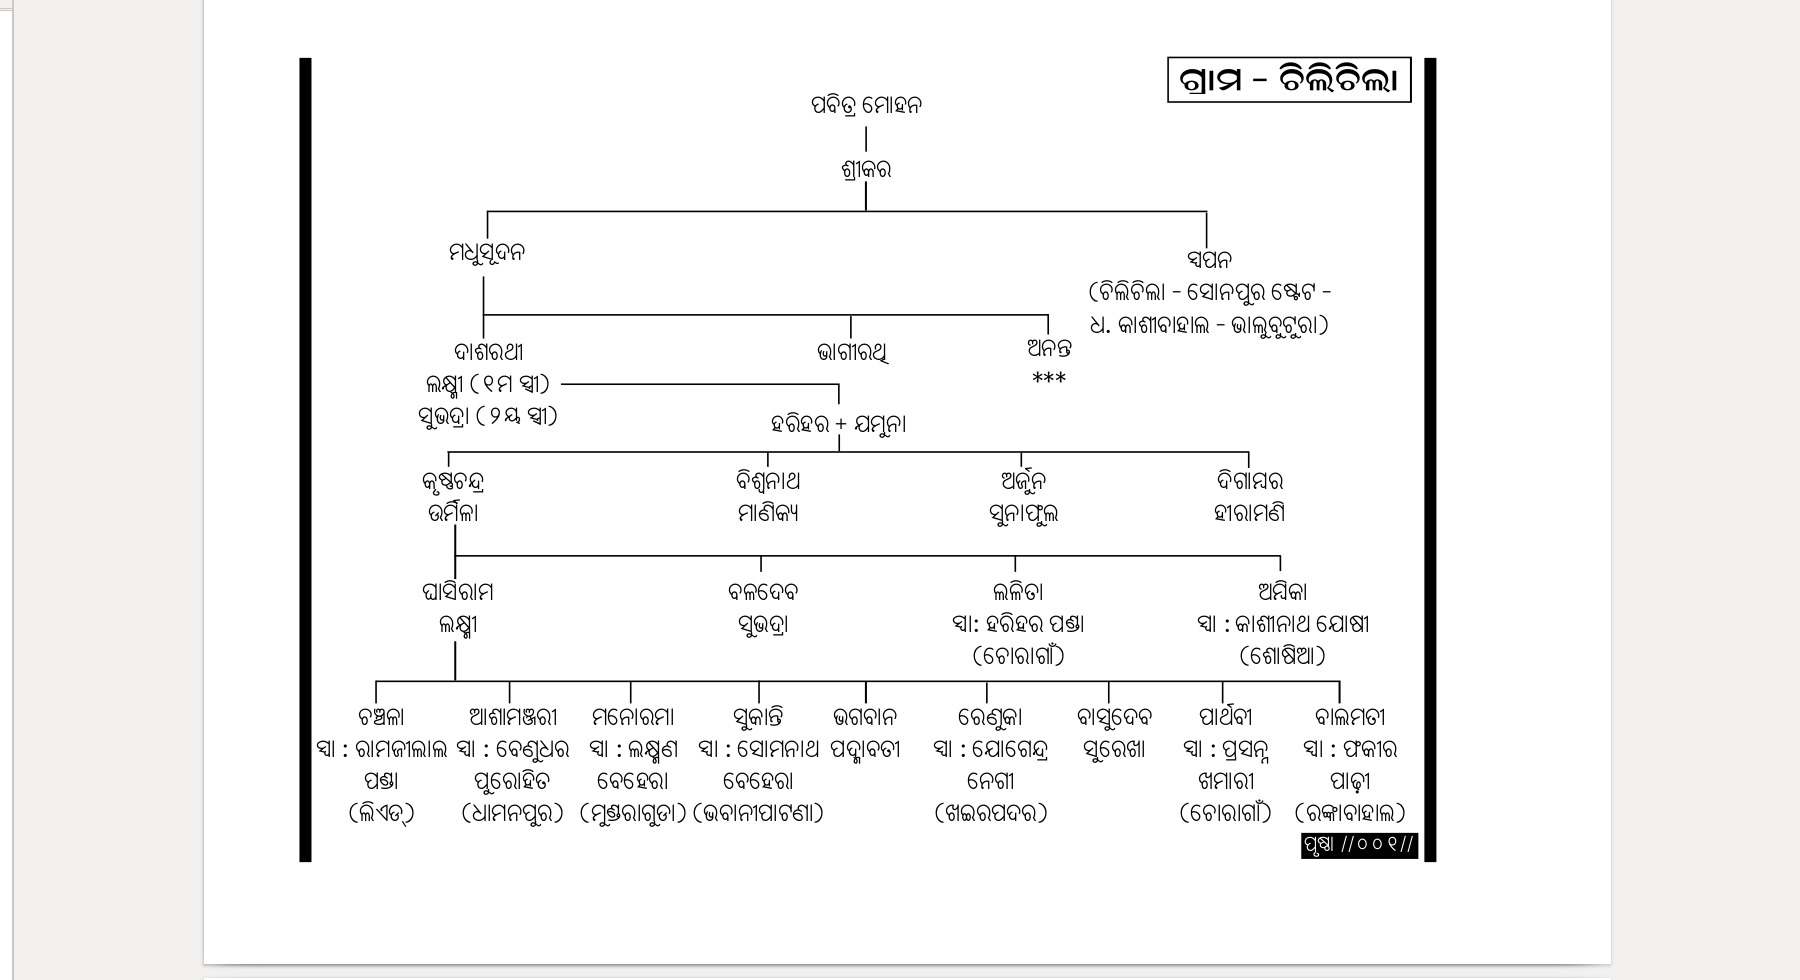 ଗ୍ରାମ - ଚିଲିଚିଲା
ପବିତ୍ର ମୋହନ
ଶ୍ରୀକର
ମଧୁସୂଦନ
ସ୍ୱପନ
(ଚିଲିଚିଲା - ସୋନପୁର ଷ୍ଟେଟ -
ଧ. କାଶୀବାହାଲ - ଭାଲୁବୁଟୁରା)
ଦାଶରଥୀ ଭାଗୀରଥି ଅନନ୍ତ
ଲକ୍ଷ୍ମୀ (୧ମ ସ୍ତ୍ରୀ) ***
ସୁଭଦ୍ରା (୨ୟ ସ୍ତ୍ରୀ)
ହରିହର + ଯମୁନା
କୃଷ୍ଣଚନ୍ଦ୍ର ବିଶ୍ୱନାଥ ଅର୍ଜୁନ ଦିଗାମ୍ବର
ଉର୍ମିଳା ମାଣିକ୍ୟ ସୁନାଫୁଲ ହୀରାମଣି
ଘାସିରାମ ବଳଦେବ ଲଳିତା ଅମ୍ବିକା
ଲକ୍ଷ୍ମୀ ସୁଭଦ୍ରା ସ୍ୱା: ହରିହର ପଣ୍ଡା ସ୍ୱା : କାଶୀନାଥ ଯୋଷୀ
(ଚୋରାଗାଁ) (ଶୋଷିଆ)
ଚଞ୍ଚଳା ଆଶାମଞ୍ଜରୀ ମନୋରମା ସୁକାନ୍ତି ଭଗବାନ ରେଣୁକା ବାସୁଦେବ ପାର୍ଥବୀ ବାଲମତୀ
ସ୍ୱା : ରାମଜୀଲାଲ ସ୍ୱା : ବେଣୁଧର ସ୍ୱା : ଲକ୍ଷ୍ମଣ ସ୍ୱା : ସୋମନାଥ ପଦ୍ମାବତୀ ସ୍ୱା : ଯୋଗେନ୍ଦ୍ର ସୁରେଖା ସ୍ୱା : ପ୍ରସନ୍ନ ସ୍ୱା : ଫକୀର
ପଣ୍ଡା ପୁରୋହିତ ବେହେରା ବେହେରା ନେଗୀ ଖମାରୀ ପାଢ଼ୀ
(ଲିଏଡ୍) (ଧାମନପୁର) (ମୁଣ୍ଡରାଗୁଡା) (ଭବାନୀପାଟଣା) (ଖଇରପଦର) (ଚୋରାଗାଁ) (ରଙ୍କାବାହାଲ)
ପୃଷ୍ଠା //୦୦୧//